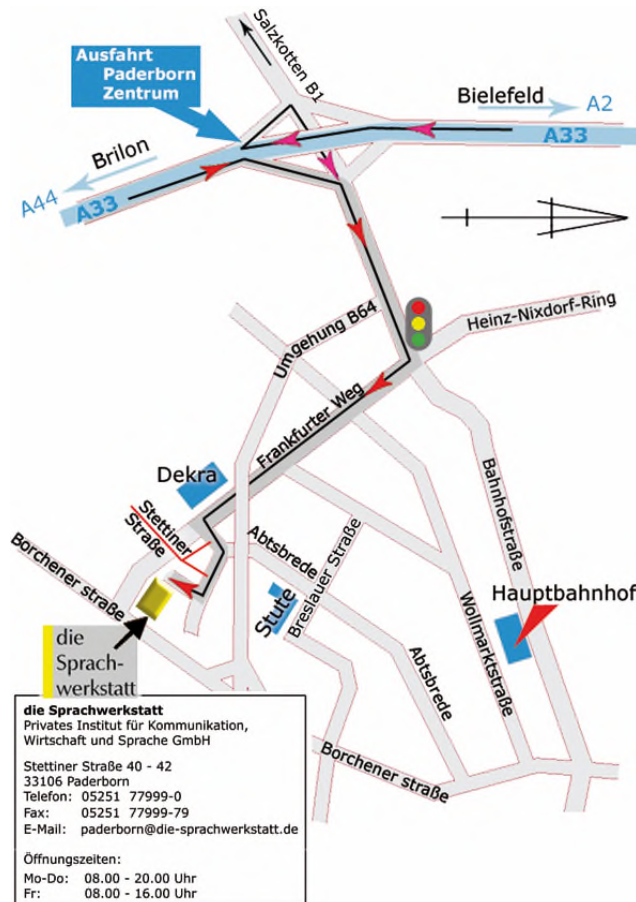 Salzkotten B1
Ausfahrt
Paderborn
Zentrum
Bielefeld
A2
A33
Brilon
A44
A33
Umgehung B64
Heinz-Nixdorf-Ring
Frankfurter Weg
Dekra
Bahnhofstraße
Stettiner
Straße
Abtsbrede
Breslauer Straße
Borchener straße
Stute
Hauptbahnhof
Wollmarktstraße
Abtsbrede
die
Sprach-
werkstatt
Borchener straße
die Sprachwerkstatt
Privates Institut für Kommunikation,
Wirtschaft und Sprache GmbH
Stettiner Straße 40 - 42
33106 Paderborn
Telefon: 05251 77999-0
Fax: 05251 77999-79
E-Mail: paderborn@die-sprachwerkstatt.de
Öffnungszeiten:
Mo-Do: 08.00 - 20.00 Uhr
Fr: 08.00 - 16.00 Uhr